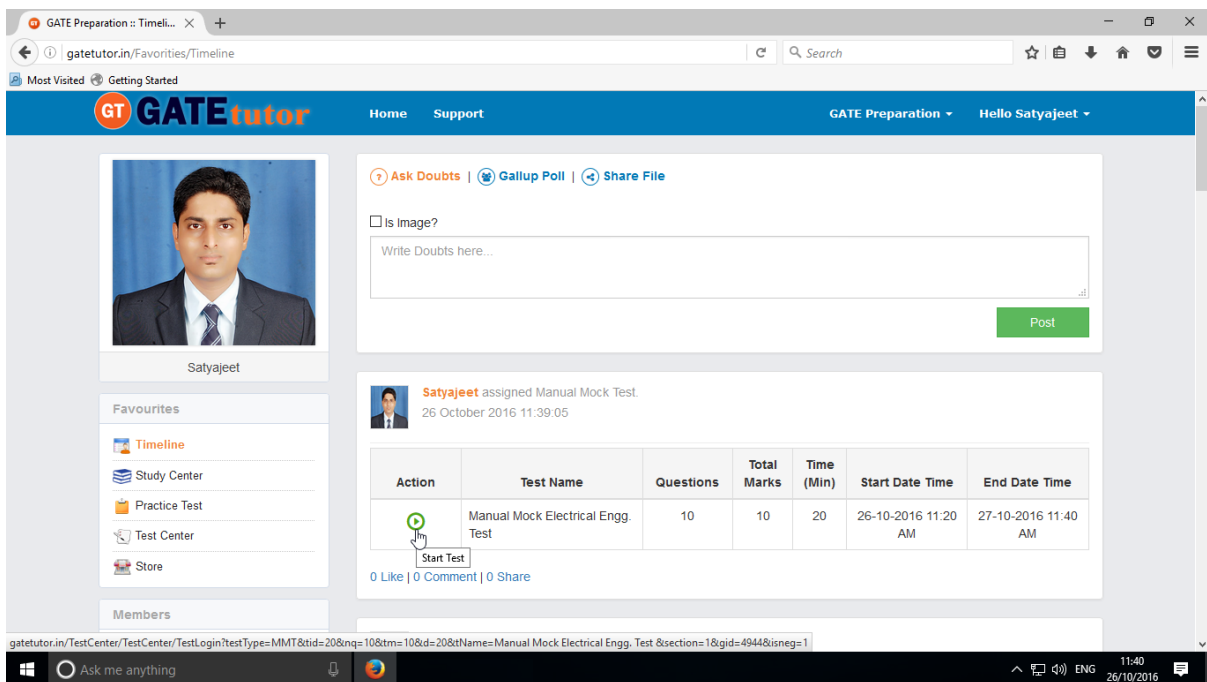 GATE Preparation :: Timeli...
gatetutor.in/Favorities/Timeline
Search
Most Visited Getting Started
GT GATEtutor Home Support GATE Preparation Hello Satyajeet
Satyajeet
Favourites
Timeline
Study Center
Practice Test
Test Center
Store
Members
? Ask Doubts | Gallup Poll | Share File
Is Image?
Write Doubts here...
Post
Satyajeet assigned Manual Mock Test.
26 October 2016 11:39:05
Action Test Name Questions Total Marks Time (Min) Start Date Time End Date Time
Manual Mock Electrical Engg. 10 10 20 26-10-2016 11:20 27-10-2016 11:40
Test AM AM
Start Test
0 Like | 0 Comment | 0 Share
gatetutor.in/TestCenter/TestCenter/TestLogin?testType=MMT&tid=20&nq=10&tm=10&d=20&tName=Manual Mock Electrical Engg. Test &section=1&gid=4944&isneg=1
Ask me anything
ENG 11:40
26/10/2016